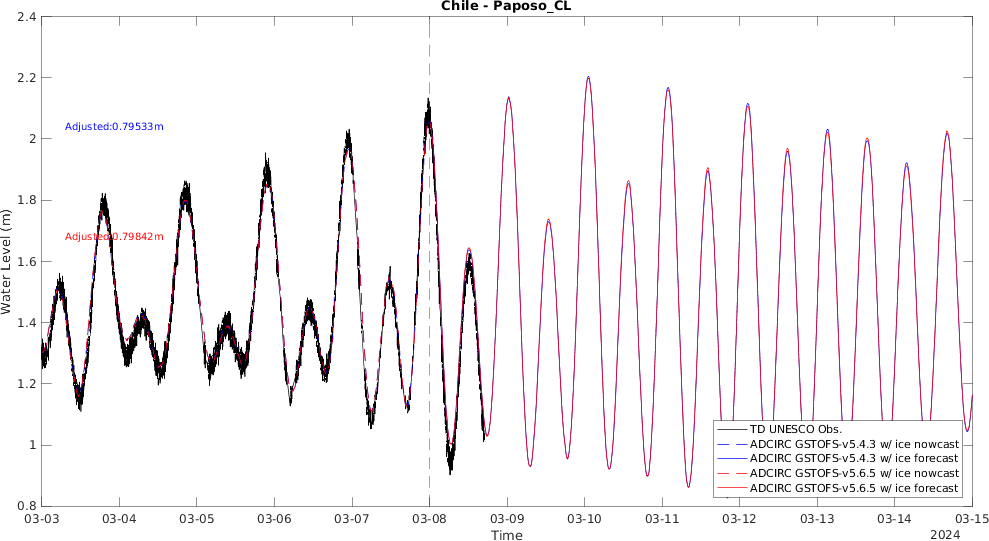 Chile - Paposo_CL
2.4
2.2
2
1.8
1.6
1.4
1.2
1
0.8
Water Level (m)
Adjusted:0.79533m
Adjusted:0.79842m
TD UNESCO Obs.
ADCIRC GSTOFS-v5.4.3 w/ ice nowcast
ADCIRC GSTOFS-v5.4.3 w/ ice forecast
ADCIRC GSTOFS-v5.6.5 w/ ice nowcast
ADCIRC GSTOFS-v5.6.5 w/ ice forecast
03-03 03-04 03-05 03-06 03-07 03-08 03-09 03-10 03-11 03-12 03-13 03-14 03-15
Time
2024